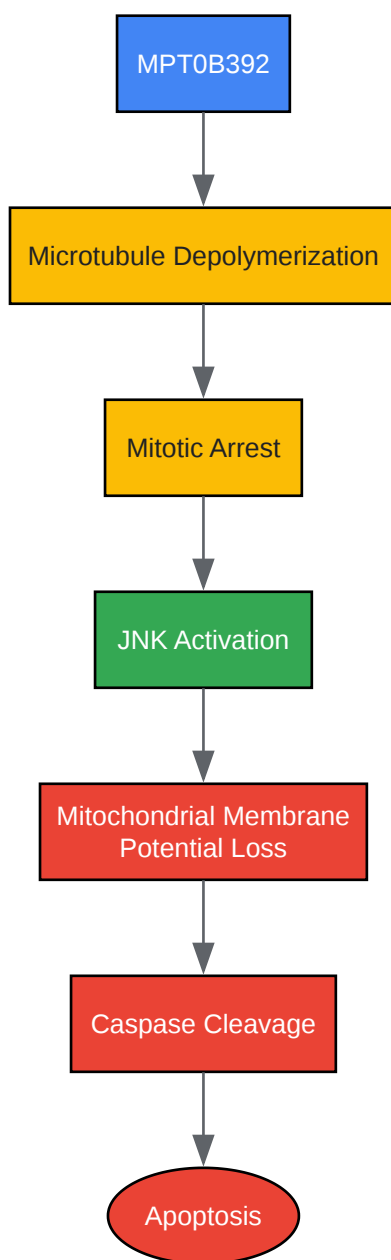 MPT0B392
Microtubule Depolymerization
Mitotic Arrest
JNK Activation
Mitochondrial Membrane
Potential Loss
Caspase Cleavage
Apoptosis